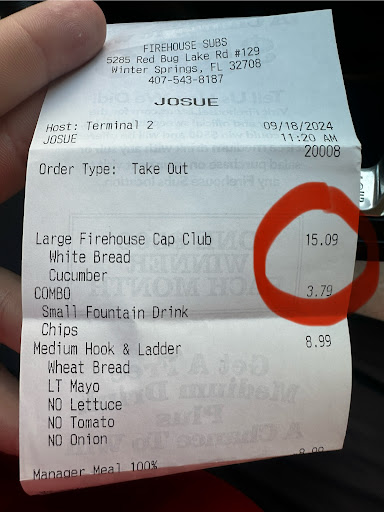 FIREHOUSE SUBS
5285 Red Bug Lake Rd #129
Winter Springs, FL 32708
407-543-8187
JOSUE
Host: Terminal 2 09/18/2024
JOSUE 11:20 AM
20008
Order Type: Take Out
Large Firehouse Cap Club 15.09
White Bread
Cucumber
COMBO 3.79
Small Fountain Drink
Chips
Medium Hook & Ladder 8.99
Wheat Bread
LT Mayo
NO Lettuce
NO Tomato
NO Onion
Manager Meal 100% 8.99